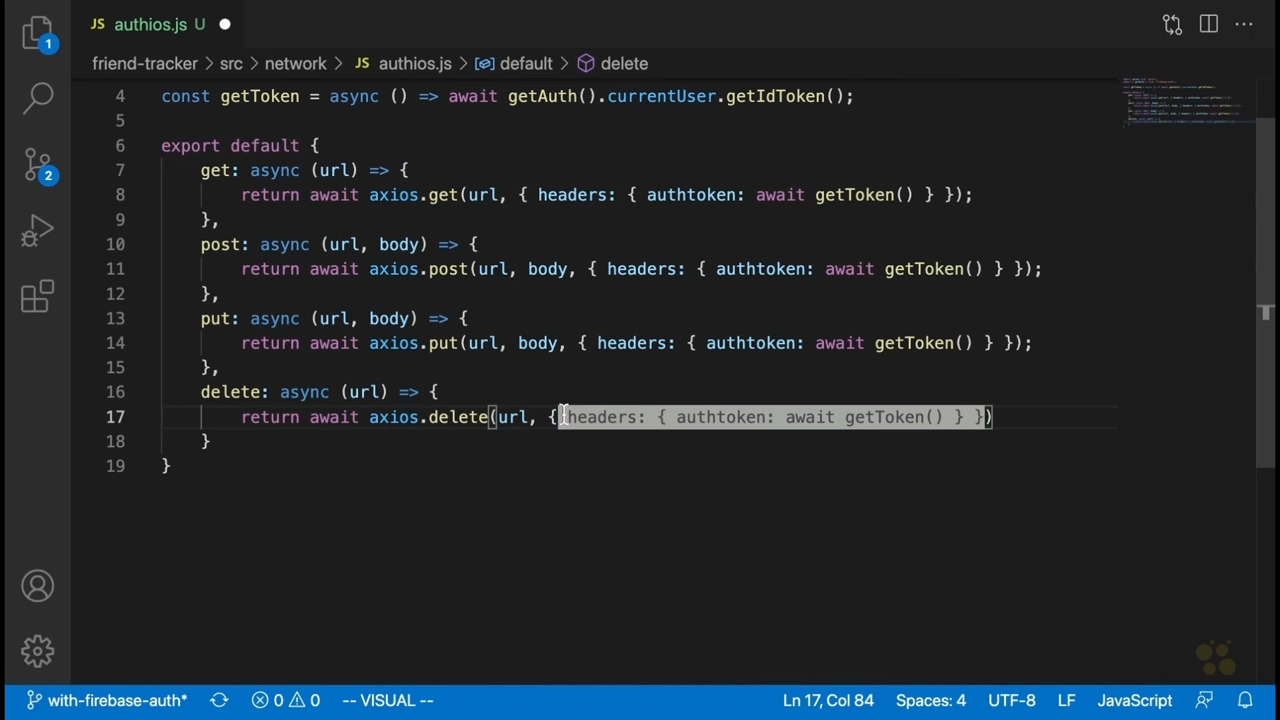 JS authios.js U
friend-tracker > src > network > JS authios.js > default > delete
4 const getToken = async () => await getAuth().currentUser.getIdToken();
5
6 export default {
7 get: async (url) => {
8 return await axios.get(url, { headers: { authtoken: await getToken() } });
9 },
10 post: async (url, body) => {
11 return await axios.post(url, body, { headers: { authtoken: await getToken() } });
12 },
13 put: async (url, body) => {
14 return await axios.put(url, body, { headers: { authtoken: await getToken() } });
15 },
16 delete: async (url) => {
17 return await axios.delete(url, { headers: { authtoken: await getToken() } })
18 }
19 }
1
2
with-firebase-auth* 0 0 -- VISUAL -- Ln 17, Col 84 Spaces: 4 UTF-8 LF JavaScript